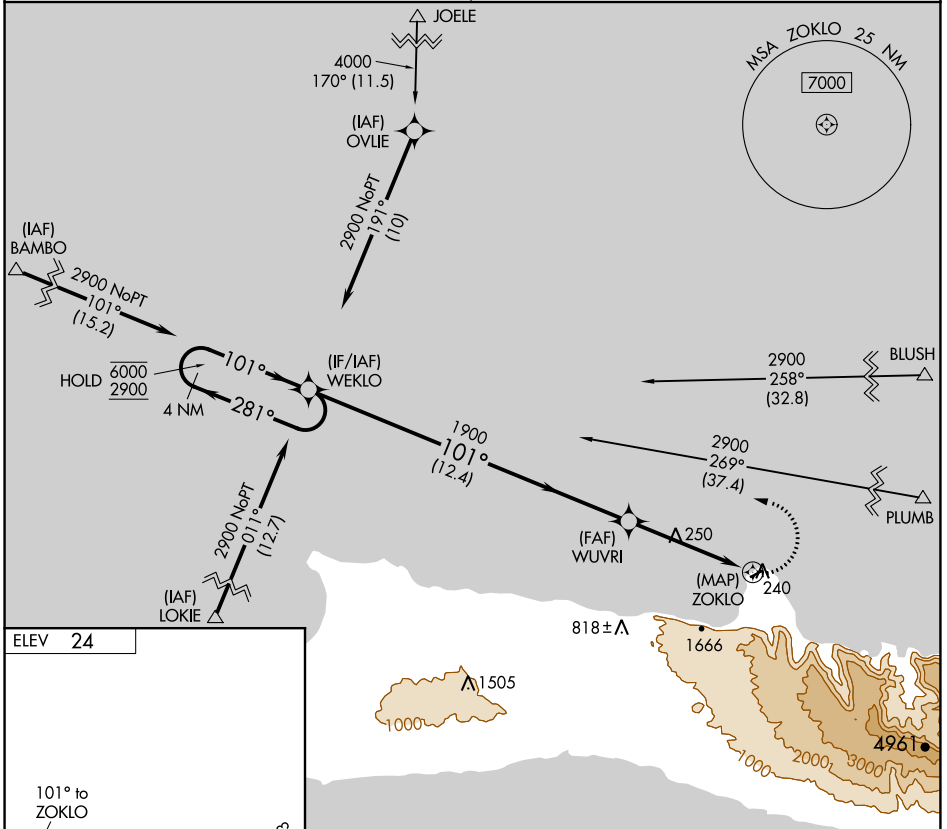 JOELE
4000
170° (11.5)
(IAF)
OVLIE
2900 NoPT
191°
(10)
MSA ZOKLO 25 NM
7000
(IAF)
BAMBO
2900 NoPT
101°
(15.2)
HOLD
6000
2900
4 NM
101°
281°
(IF/IAF)
WEKLO
2900
258°
(32.8)
BLUSH
1900
101°
(12.4)
2900
269°
(37.4)
PLUMB
2900 NoPT
011°
(12.7)
(IAF)
LOKIE
(FAF)
WUVRI
250
(MAP)
ZOKLO
240
818±
1666
1505
1000
4961
1000
2000
3000
ELEV 24
101° to
ZOKLO